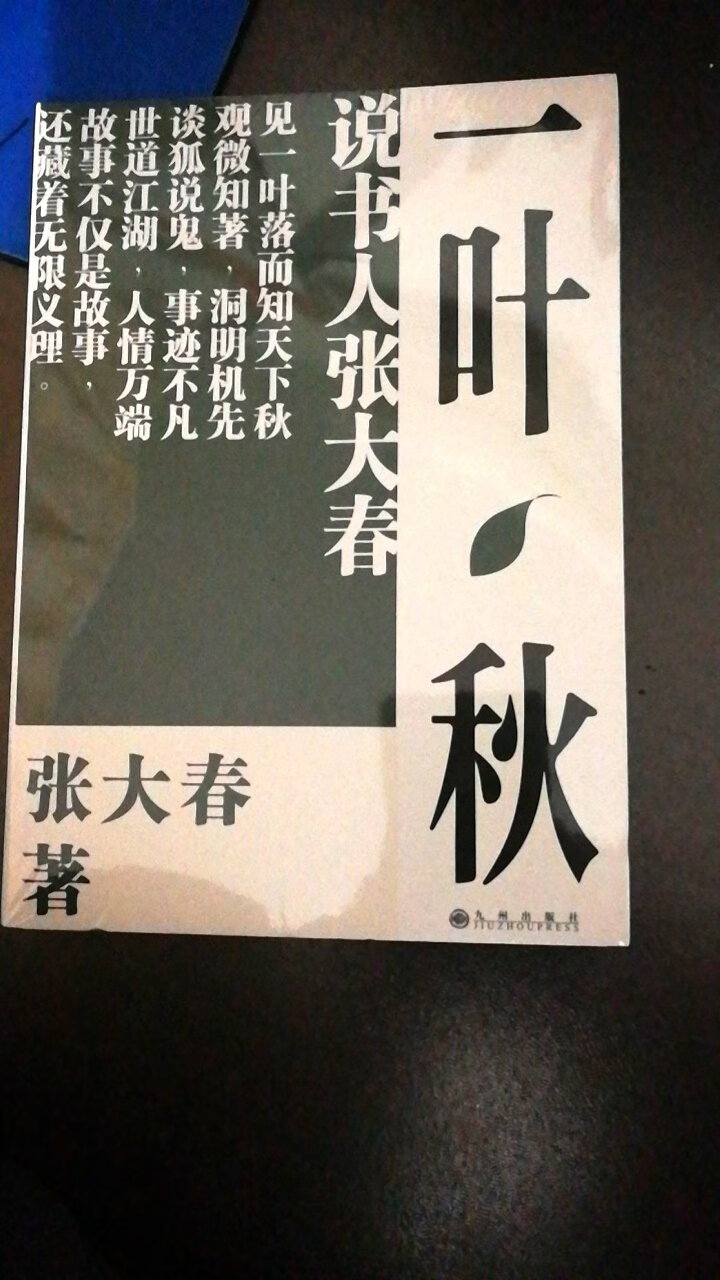 一叶·秋
说书人张大春
见一叶落而知天下秋
观微知著，洞明机先
谈狐说鬼，事迹不凡
世道江湖，人情万端
故事不仅是故事，
还藏着无限义理。
张大春
著
九州出版社
JIUZHOUPRESS